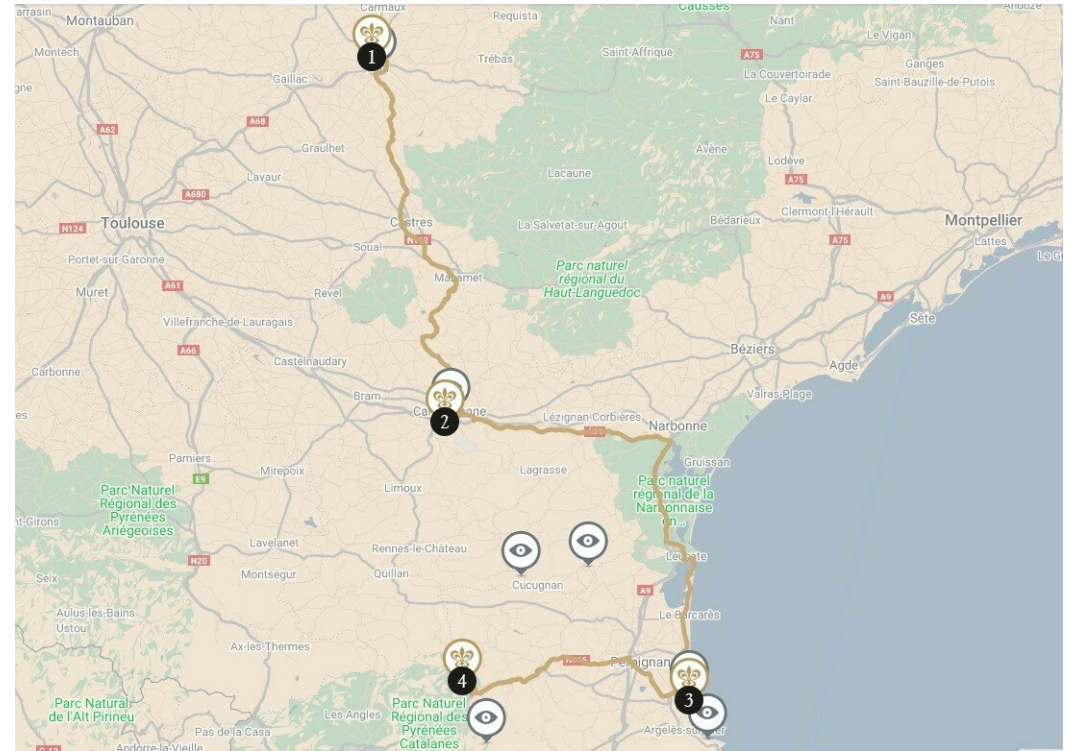 arrasin
Montauban
Carmaux
Requista
Causses
Nant
Anduze
Le Vigan
Montech
1
Trébas
Saint-Affrique
A75
Ganges
La Couvertoirade
Saint-Bauzille-de-Putois
gne
Gaillac
Le Caylar
A62
A68
Graulhet
Avène
Lodève
Lavaur
Lacaune
A75
A680
Clermont l'Hérault
Montpellier
N124
Toulouse
Castres
La Salvetat-sur-Agout
Bédarieux
A75
Lattes
Soual
Portet-sur-Garonne
Parc naturel
régional du
Haut-Languedoc
Mazamet
A61
Muret
Revel
A9
Villefranche-de-Lauragais
Sète
A66
Béziers
Castelnaudary
Agde
Carbonne
Bram
Valras-Plage
es
2
Lézignan-Corbières
Narbonne
Pamiers
Mirepoix
Lagrasse
Gruissan
E9
Limoux
Parc Naturel
Régional des
Pyrénées
Ariégeoises
Parc naturel
régional de la
Narbonnaise
en...
nt-Girons
Lavelanet
Rennes-le-Château
Leucate
N20
Montségur
Quillan
Cucugnan
Seix
A9
Aulus-les-Bains
Ustou
Le Barcarès
Ax-les-Thermes
Perpignan
4
3
Parc Natural
de l'Alt Pirineu
Les Angles
Parc Naturel
Régional des
Pyrénées
Catalanes
Pas de la Casa
Andorre-la-Vieille